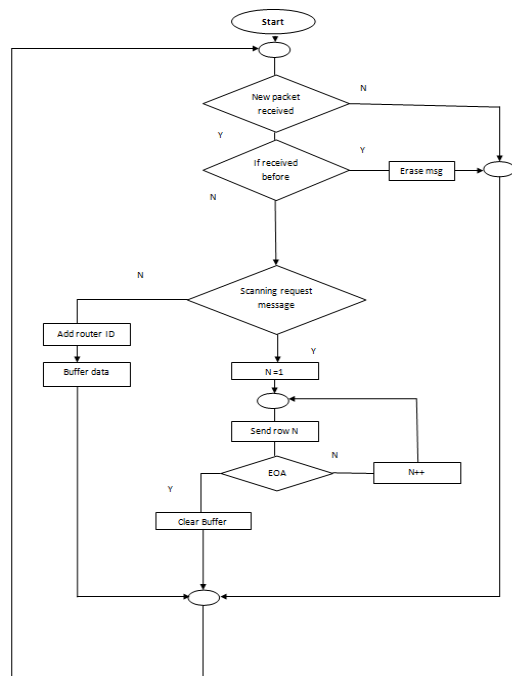 Start
New packet
received
N
Y
If received
before
Y
Erase msg
N
Scanning request
message
N
Add router ID
Y
Buffer data
N =1
Send row N
EOA
N
N++
Y
Clear Buffer